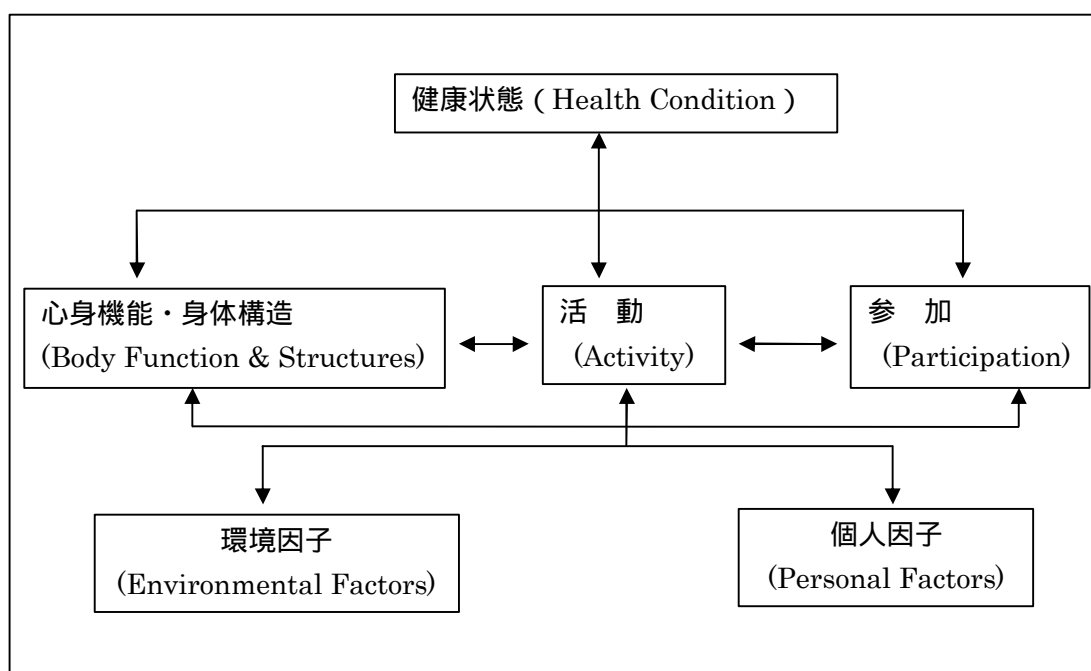 健康状態 ( Health Condition )
心身機能・身体構造
(Body Function & Structures)
活　動
(Activity)
参　加
(Participation)
環境因子
(Environmental Factors)
個人因子
(Personal Factors)